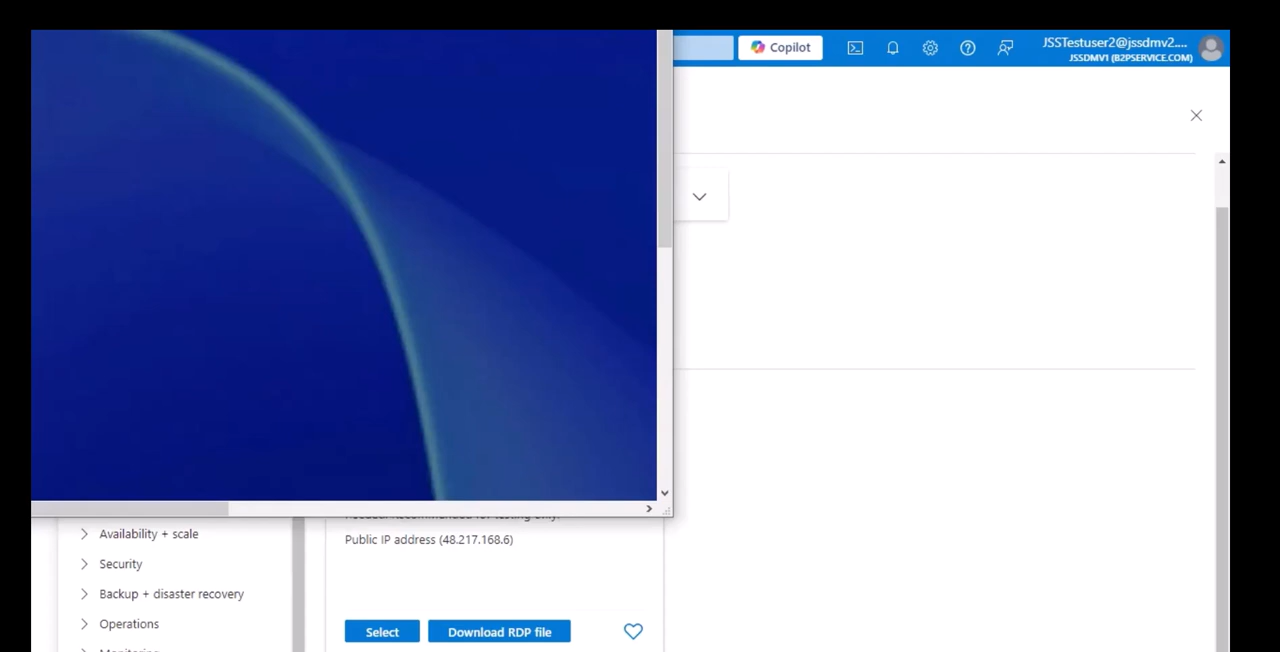 Copilot
JSSTestuser2@jssdmv2....
JSSDMV1 (B2PSERVICE.COM)
Availability + scale
Security
Backup + disaster recovery
Operations
Public IP address (48.217.168.6)
Select
Download RDP file